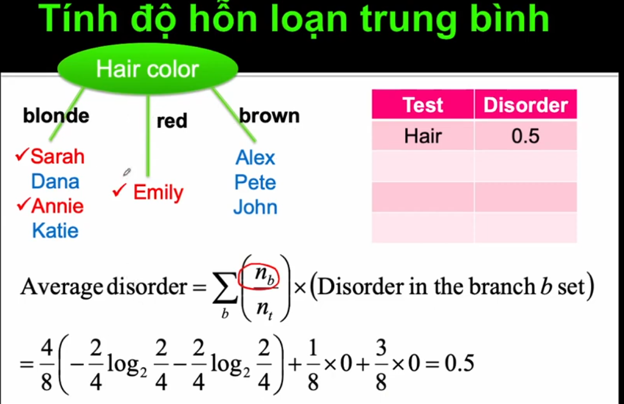 Tính độ hỗn loạn trung bình
Hair color
blonde red brown
✓Sarah
Dana
✓Annie
Katie
✓ Emily
Alex
Pete
John
Test Disorder
Hair 0.5
Average disorder = ∑_b (n_b / n_t) × (Disorder in the branch b set)
= 4/8 (− 2/4 log₂ 2/4 − 2/4 log₂ 2/4) + 1/8 × 0 + 3/8 × 0 = 0.5